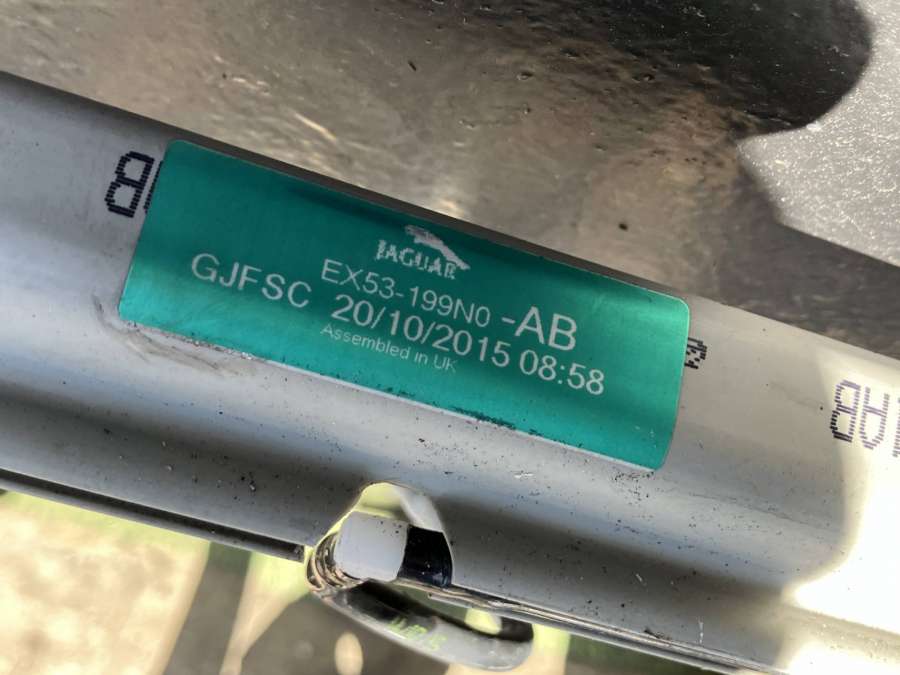 JAGUAR
EX53-199N0 -AB
GJFSC 20/10/2015 08:58
Assembled in UK